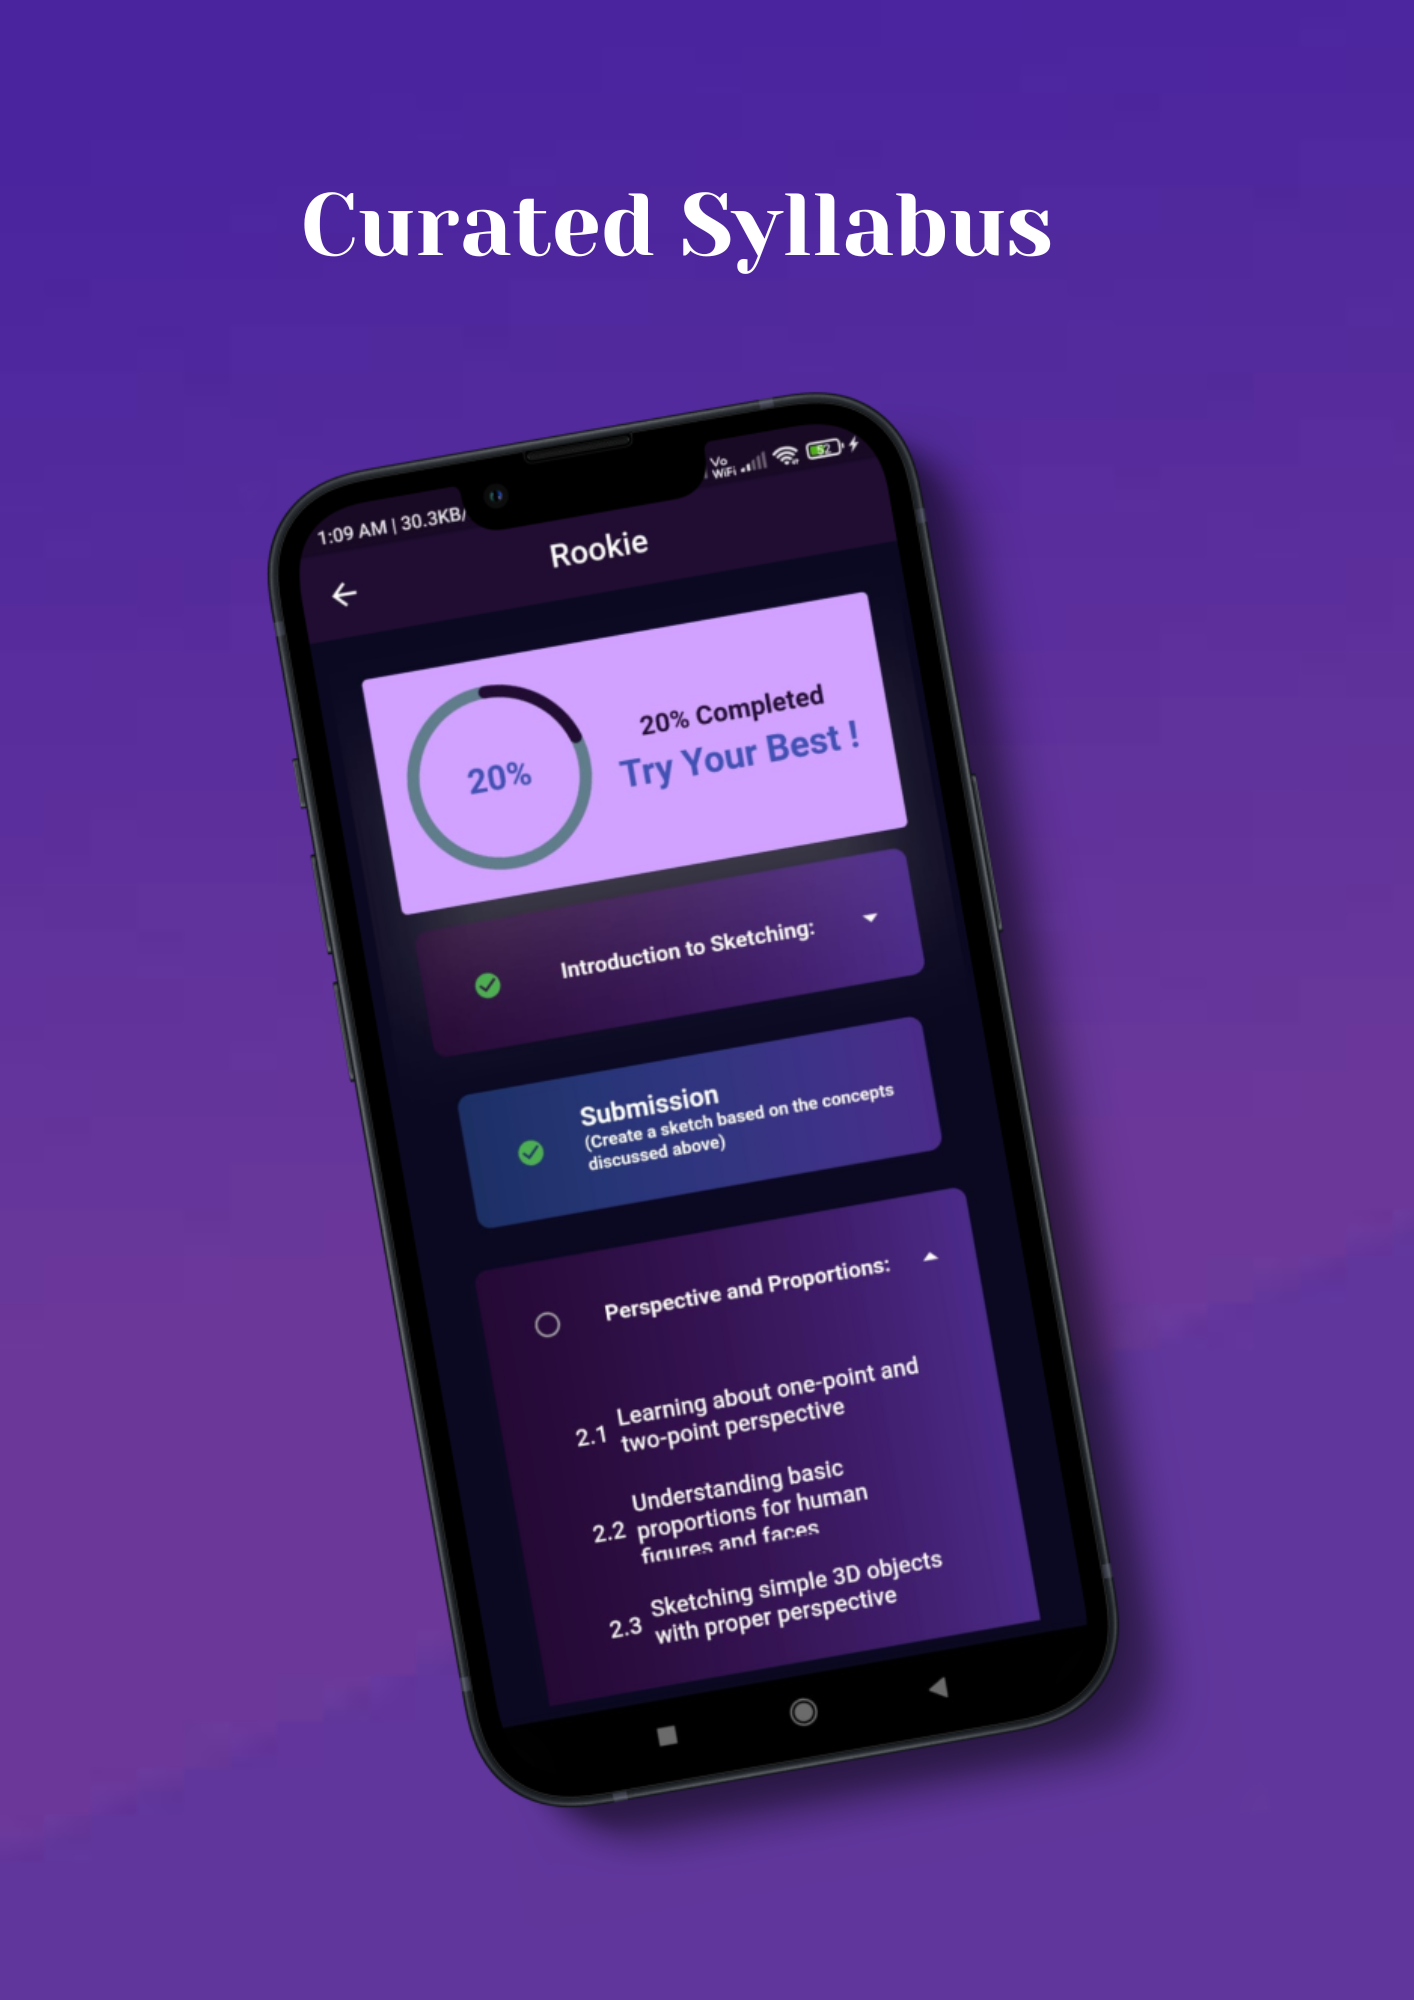 Curated Syllabus
1:09 AM | 30.3KB/
Vo
WiFi
52
Rookie
20%
20% Completed
Try Your Best !
Introduction to Sketching:
Submission
(Create a sketch based on the concepts
discussed above)
Perspective and Proportions:
2.1 Learning about one-point and
two-point perspective
2.2 Understanding basic
proportions for human
figures and faces
2.3 Sketching simple 3D objects
with proper perspective